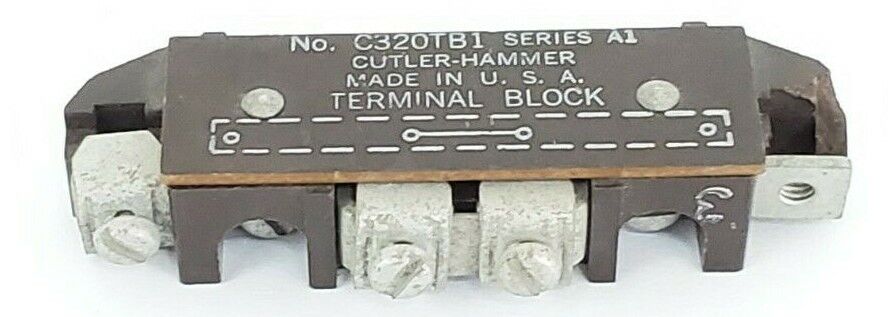 No. C320TB1 SERIES A1
CUTLER-HAMMER
MADE IN U. S. A.
TERMINAL BLOCK